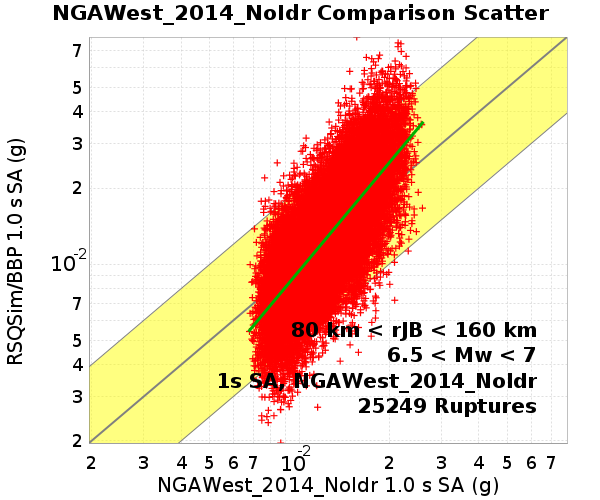 NGAWest_2014_NoIdr Comparison Scatter
RSQSim/BBP 1.0 s SA (g)
7
5
4
3
2
10-2
7
5
4
3
2
80 km < rJB < 160 km
6.5 < Mw < 7
1s SA, NGAWest_2014_NoIdr
25249 Ruptures
2 3 4 5 6 7 10-2 2 3 4 5 6 7
NGAWest_2014_NoIdr 1.0 s SA (g)